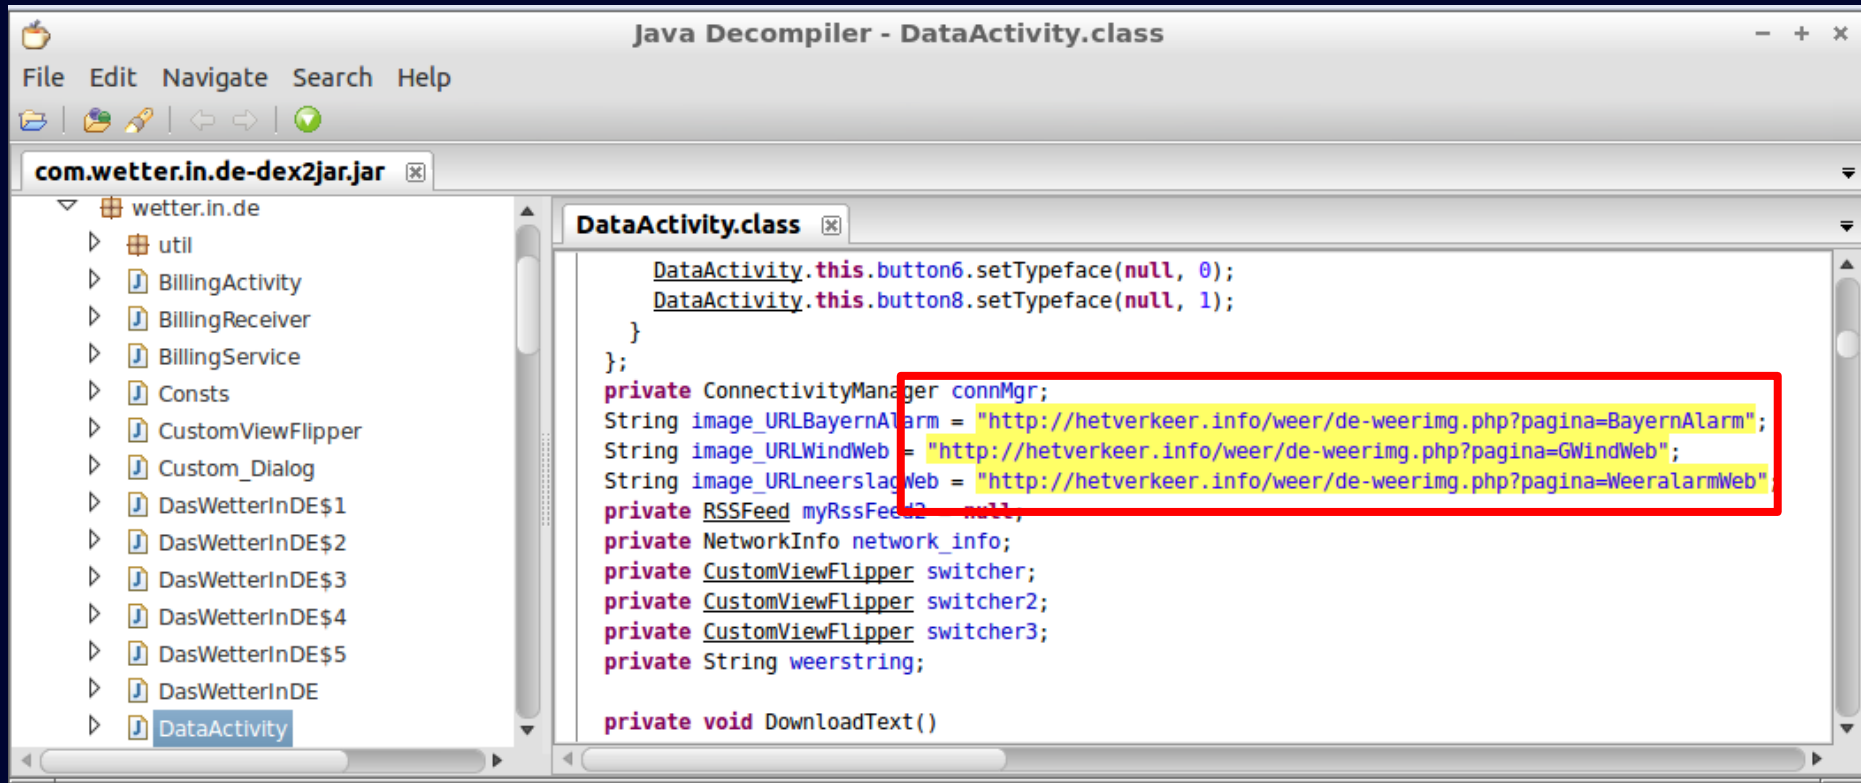 Java Decompiler - DataActivity.class
File Edit Navigate Search Help
com.wetter.in.de-dex2jar.jar
wetter.in.de
util
BillingActivity
BillingReceiver
BillingService
Consts
CustomViewFlipper
Custom_Dialog
DasWetterInDE$1
DasWetterInDE$2
DasWetterInDE$3
DasWetterInDE$4
DasWetterInDE$5
DasWetterInDE
DataActivity
DataActivity.class
DataActivity.this.button6.setTypeface(null, 0);
DataActivity.this.button8.setTypeface(null, 1);
}
};
private ConnectivityManager connMgr;
String image_URLBayernAlarm = "http://hetverkeer.info/weer/de-weerimg.php?pagina=BayernAlarm";
String image_URLWindWeb = "http://hetverkeer.info/weer/de-weerimg.php?pagina=GWindWeb";
String image_URLneerslagWeb = "http://hetverkeer.info/weer/de-weerimg.php?pagina=WeeralarmWeb";
private RSSFeed myRssFeed2 = null;
private NetworkInfo network_info;
private CustomViewFlipper switcher;
private CustomViewFlipper switcher2;
private CustomViewFlipper switcher3;
private String weerstring;
private void DownloadText()